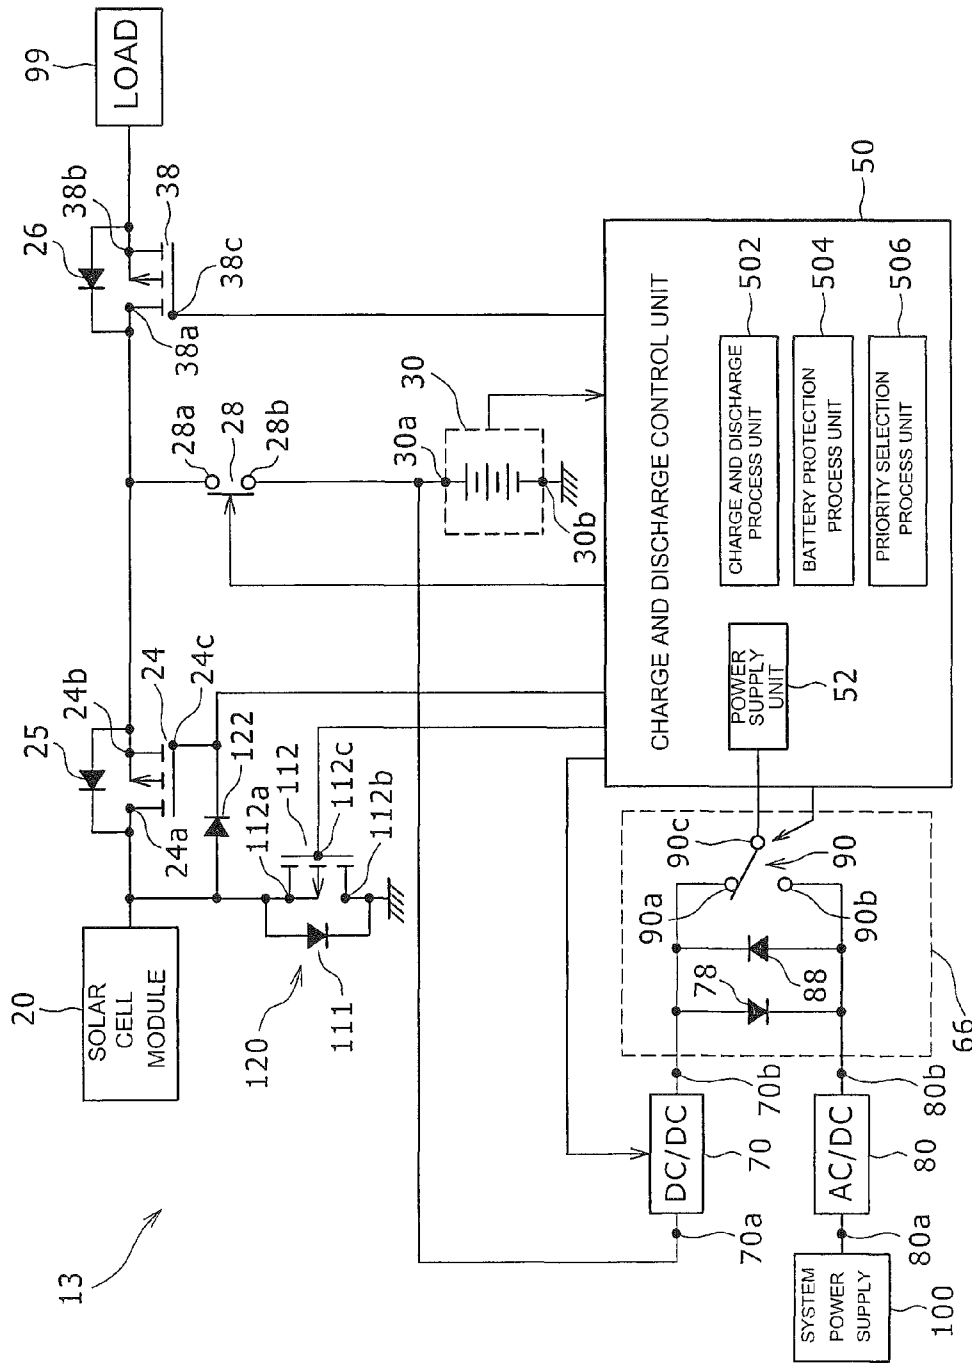 13
20
SOLAR
CELL
MODULE
25
24b
24
24c
24a
122
112a
112
112c
112b
111
120
26
38b
38
38a
38c
99
LOAD
28a
28
28b
30a
30
30b
50
CHARGE AND DISCHARGE CONTROL UNIT
CHARGE AND DISCHARGE
PROCESS UNIT
502
BATTERY PROTECTION
PROCESS UNIT
504
PRIORITY SELECTION
PROCESS UNIT
506
POWER
SUPPLY
UNIT
52
90c
90
90a
90b
78
88
66
70b
DC/DC
70
70a
80b
AC/DC
80
80a
SYSTEM
POWER
SUPPLY
100